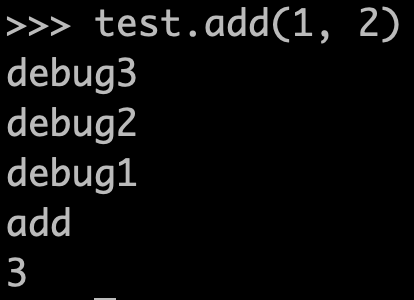 >>> test.add(1, 2)
debug3
debug2
debug1
add
3